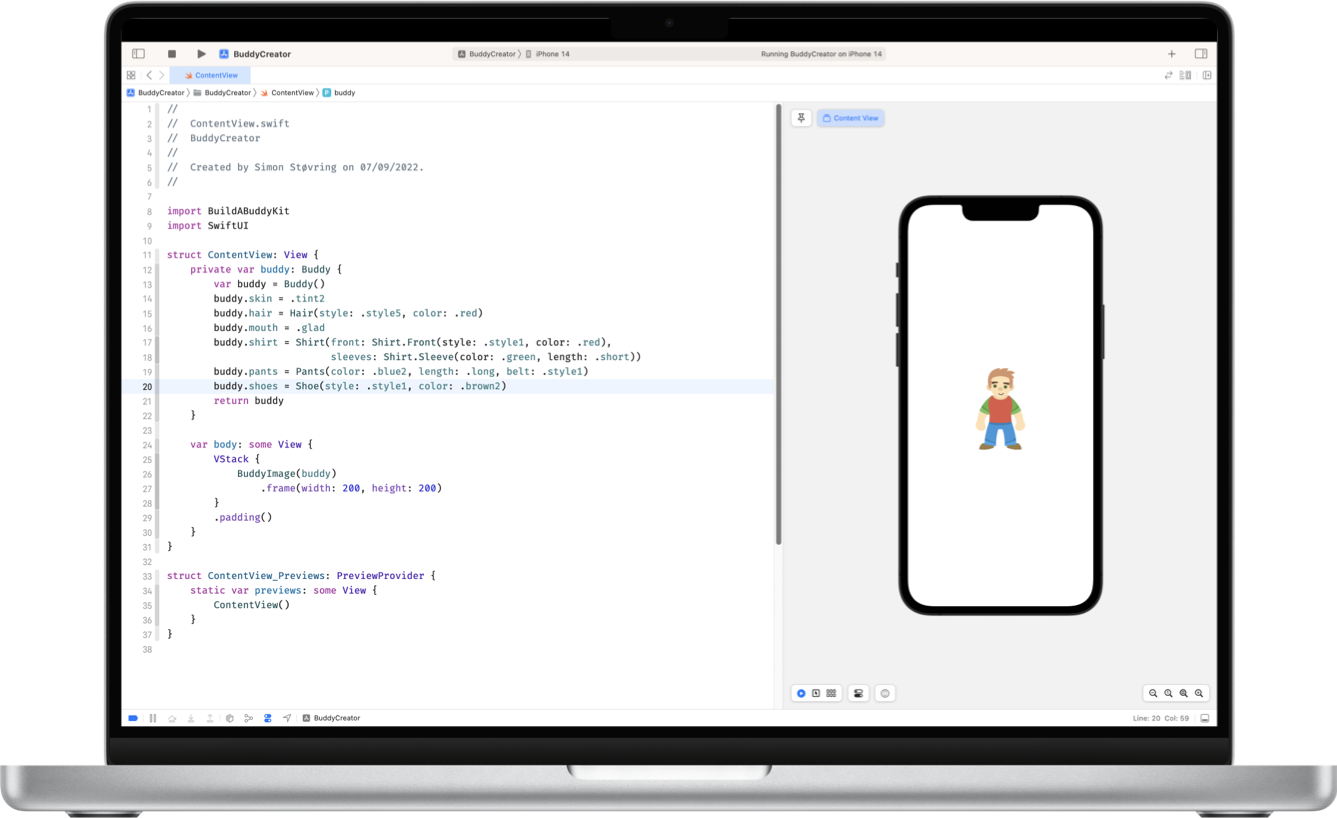 BuddyCreator
BuddyCreator 〉 iPhone 14
Running BuddyCreator on iPhone 14
ContentView
BuddyCreator 〉 BuddyCreator 〉 ContentView 〉 P buddy
1 //
2 //  ContentView.swift
3 //  BuddyCreator
4 //
5 //  Created by Simon Støvring on 07/09/2022.
6 //
7
8 import BuildABuddyKit
9 import SwiftUI
10
11 struct ContentView: View {
12     private var buddy: Buddy {
13         var buddy = Buddy()
14         buddy.skin = .tint2
15         buddy.hair = Hair(style: .style5, color: .red)
16         buddy.mouth = .glad
17         buddy.shirt = Shirt(front: Shirt.Front(style: .style1, color: .red),
18                             sleeves: Shirt.Sleeve(color: .green, length: .short))
19         buddy.pants = Pants(color: .blue2, length: .long, belt: .style1)
20         buddy.shoes = Shoe(style: .style1, color: .brown2)
21         return buddy
22     }
23
24     var body: some View {
25         VStack {
26             BuddyImage(buddy)
27                 .frame(width: 200, height: 200)
28         }
29         .padding()
30     }
31 }
32
33 struct ContentView_Previews: PreviewProvider {
34     static var previews: some View {
35         ContentView()
36     }
37 }
38
Content View
BuddyCreator
Line: 20 Col: 59